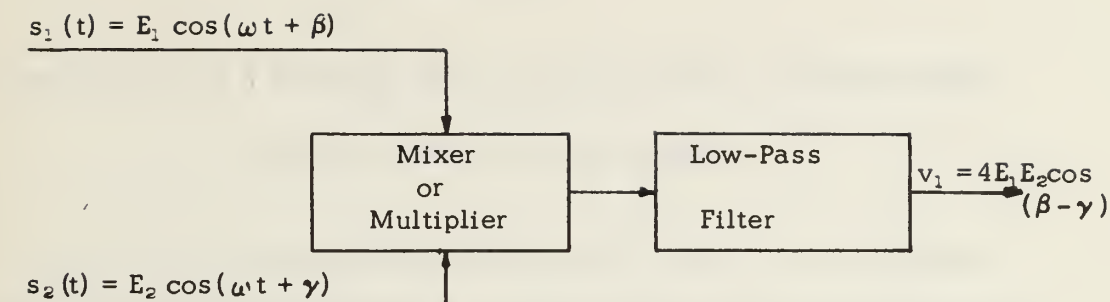 s₁ (t) = E₁ cos(ωt + β)
Mixer
or
Multiplier
Low-Pass
Filter
v₁ = 4E₁E₂cos
(β - γ)
s₂ (t) = E₂ cos(ωt + γ)